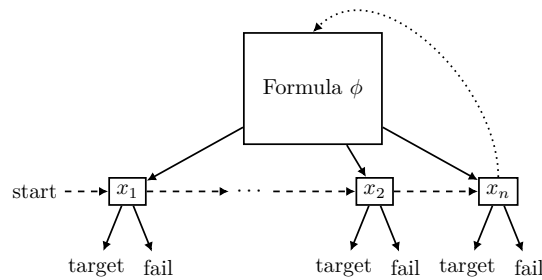 Formula ϕ
start x₁ ⋯ x₂ xₙ
target fail target fail target fail